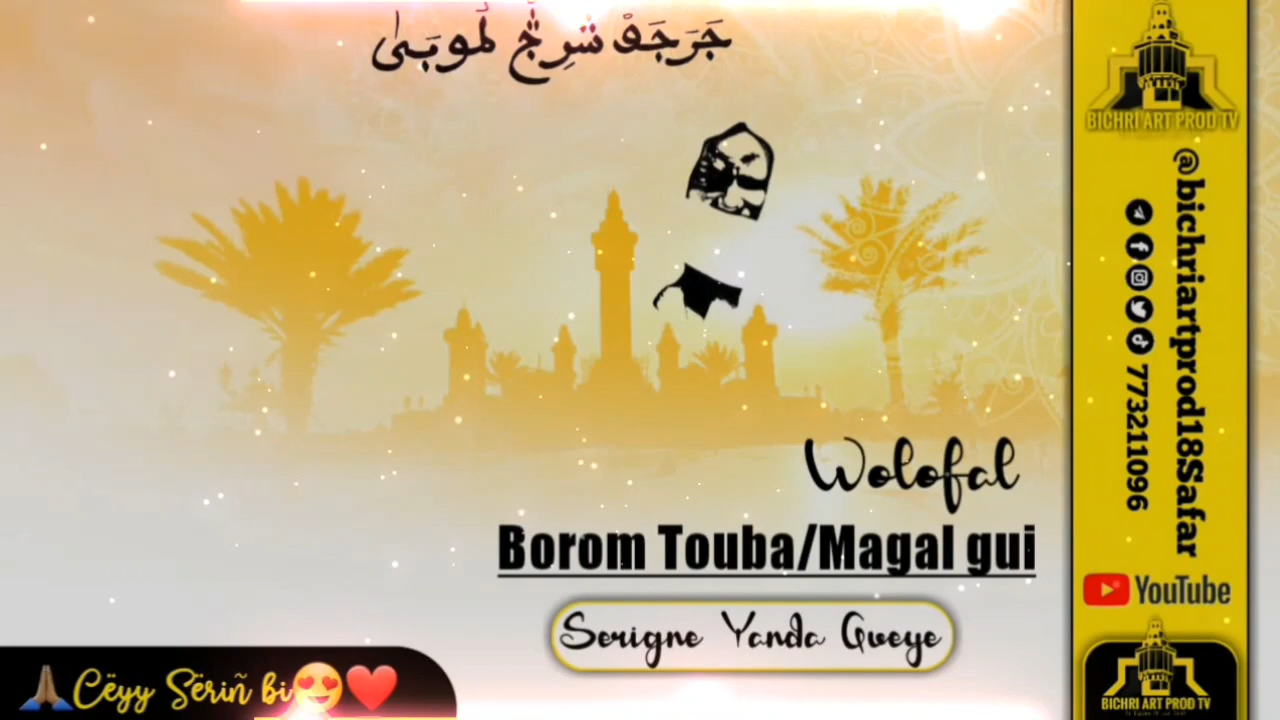 جَرَجَفْ سْرِݧْ لَموبَىٰ
Wolofal
Borom Touba/Magal gui
Serigne Yanda Gueye
Cëyy Sëriñ bi
BICHRI ART PROD TV
@bichriartprod18Safar
773211096
YouTube
BICHRI ART PROD TV